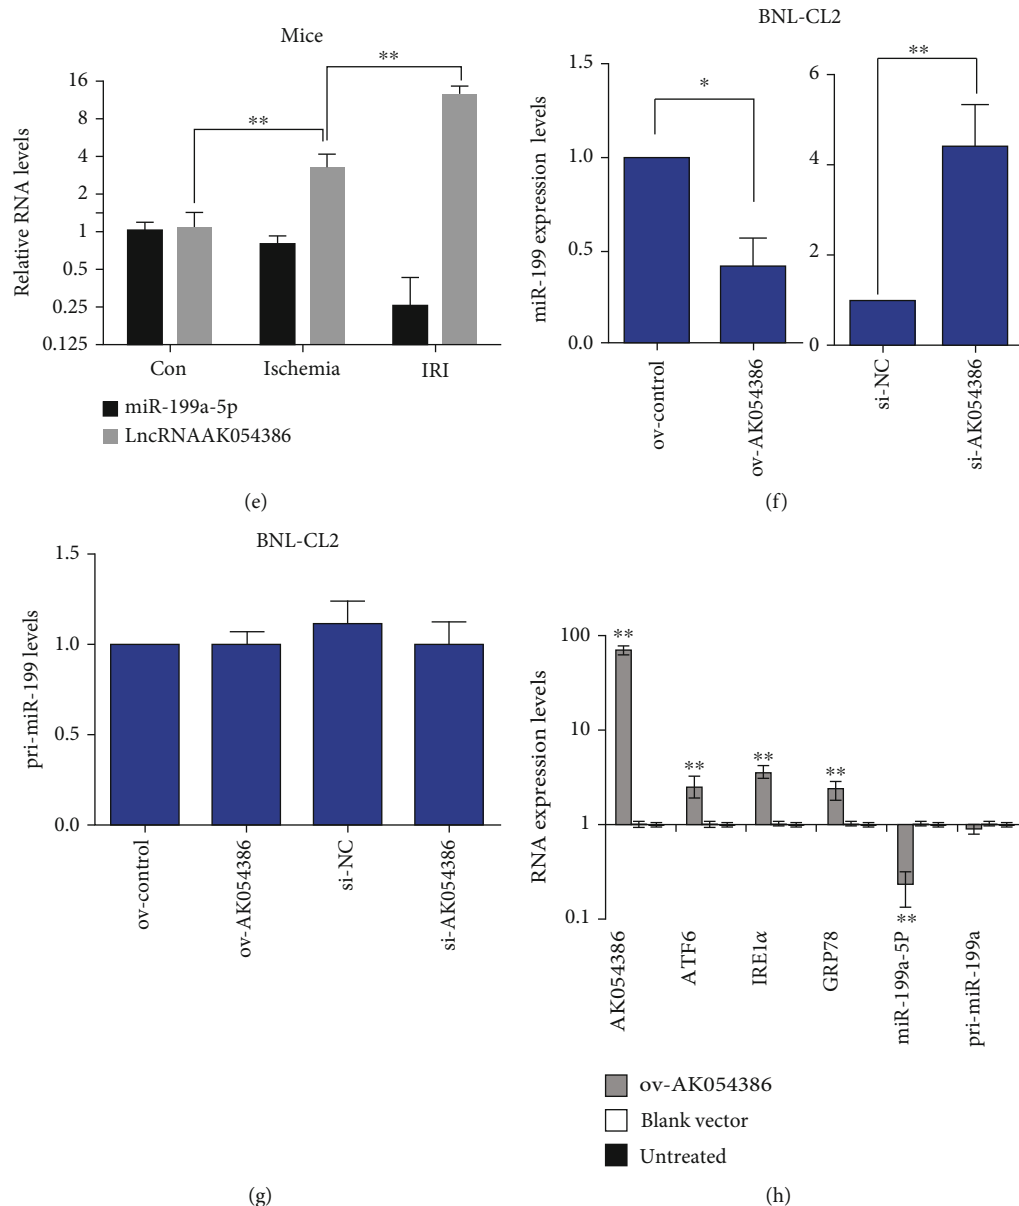 Mice
**
**
Relative RNA levels
16
8
4
2
1
0.5
0.25
0.125
Con
Ischemia
IRI
miR-199a-5p
LncRNAAK054386
(e)
BNL-CL2
miR-199 expression levels
1.5
1.0
0.5
0.0
*
ov-control
ov-AK054386
6
4
2
0
**
si-NC
si-AK054386
(f)
BNL-CL2
pri-miR-199 levels
1.5
1.0
0.5
0.0
ov-control
ov-AK054386
si-NC
si-AK054386
(g)
RNA expression levels
100
10
1
0.1
**
**
**
**
**
AK054386
ATF6
IRE1α
GRP78
miR-199a-5P
pri-miR-199a
ov-AK054386
Blank vector
Untreated
(h)